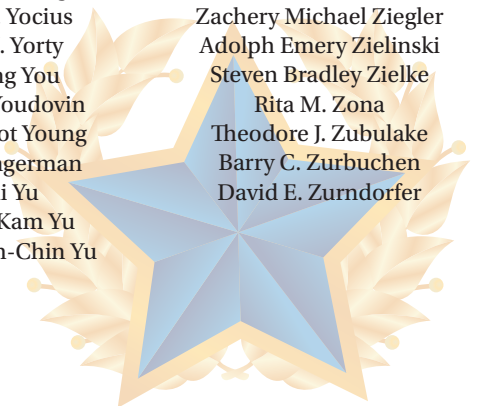 Yocius
. Yorty
ng You
Youdovin
ot Young
ngerman
i Yu
Kam Yu
n-Chin Yu
Zachery Michael Ziegler
Adolph Emery Zielinski
Steven Bradley Zielke
Rita M. Zona
Theodore J. Zubulake
Barry C. Zurbuchen
David E. Zurndorfer